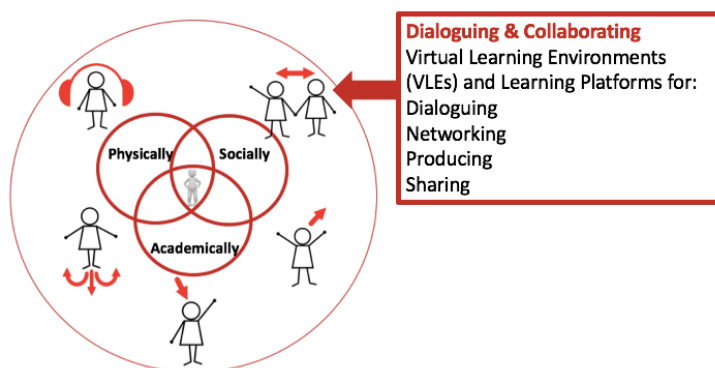 Physically
Socially
Academically
Dialoguing & Collaborating
Virtual Learning Environments
(VLEs) and Learning Platforms for:
Dialoguing
Networking
Producing
Sharing